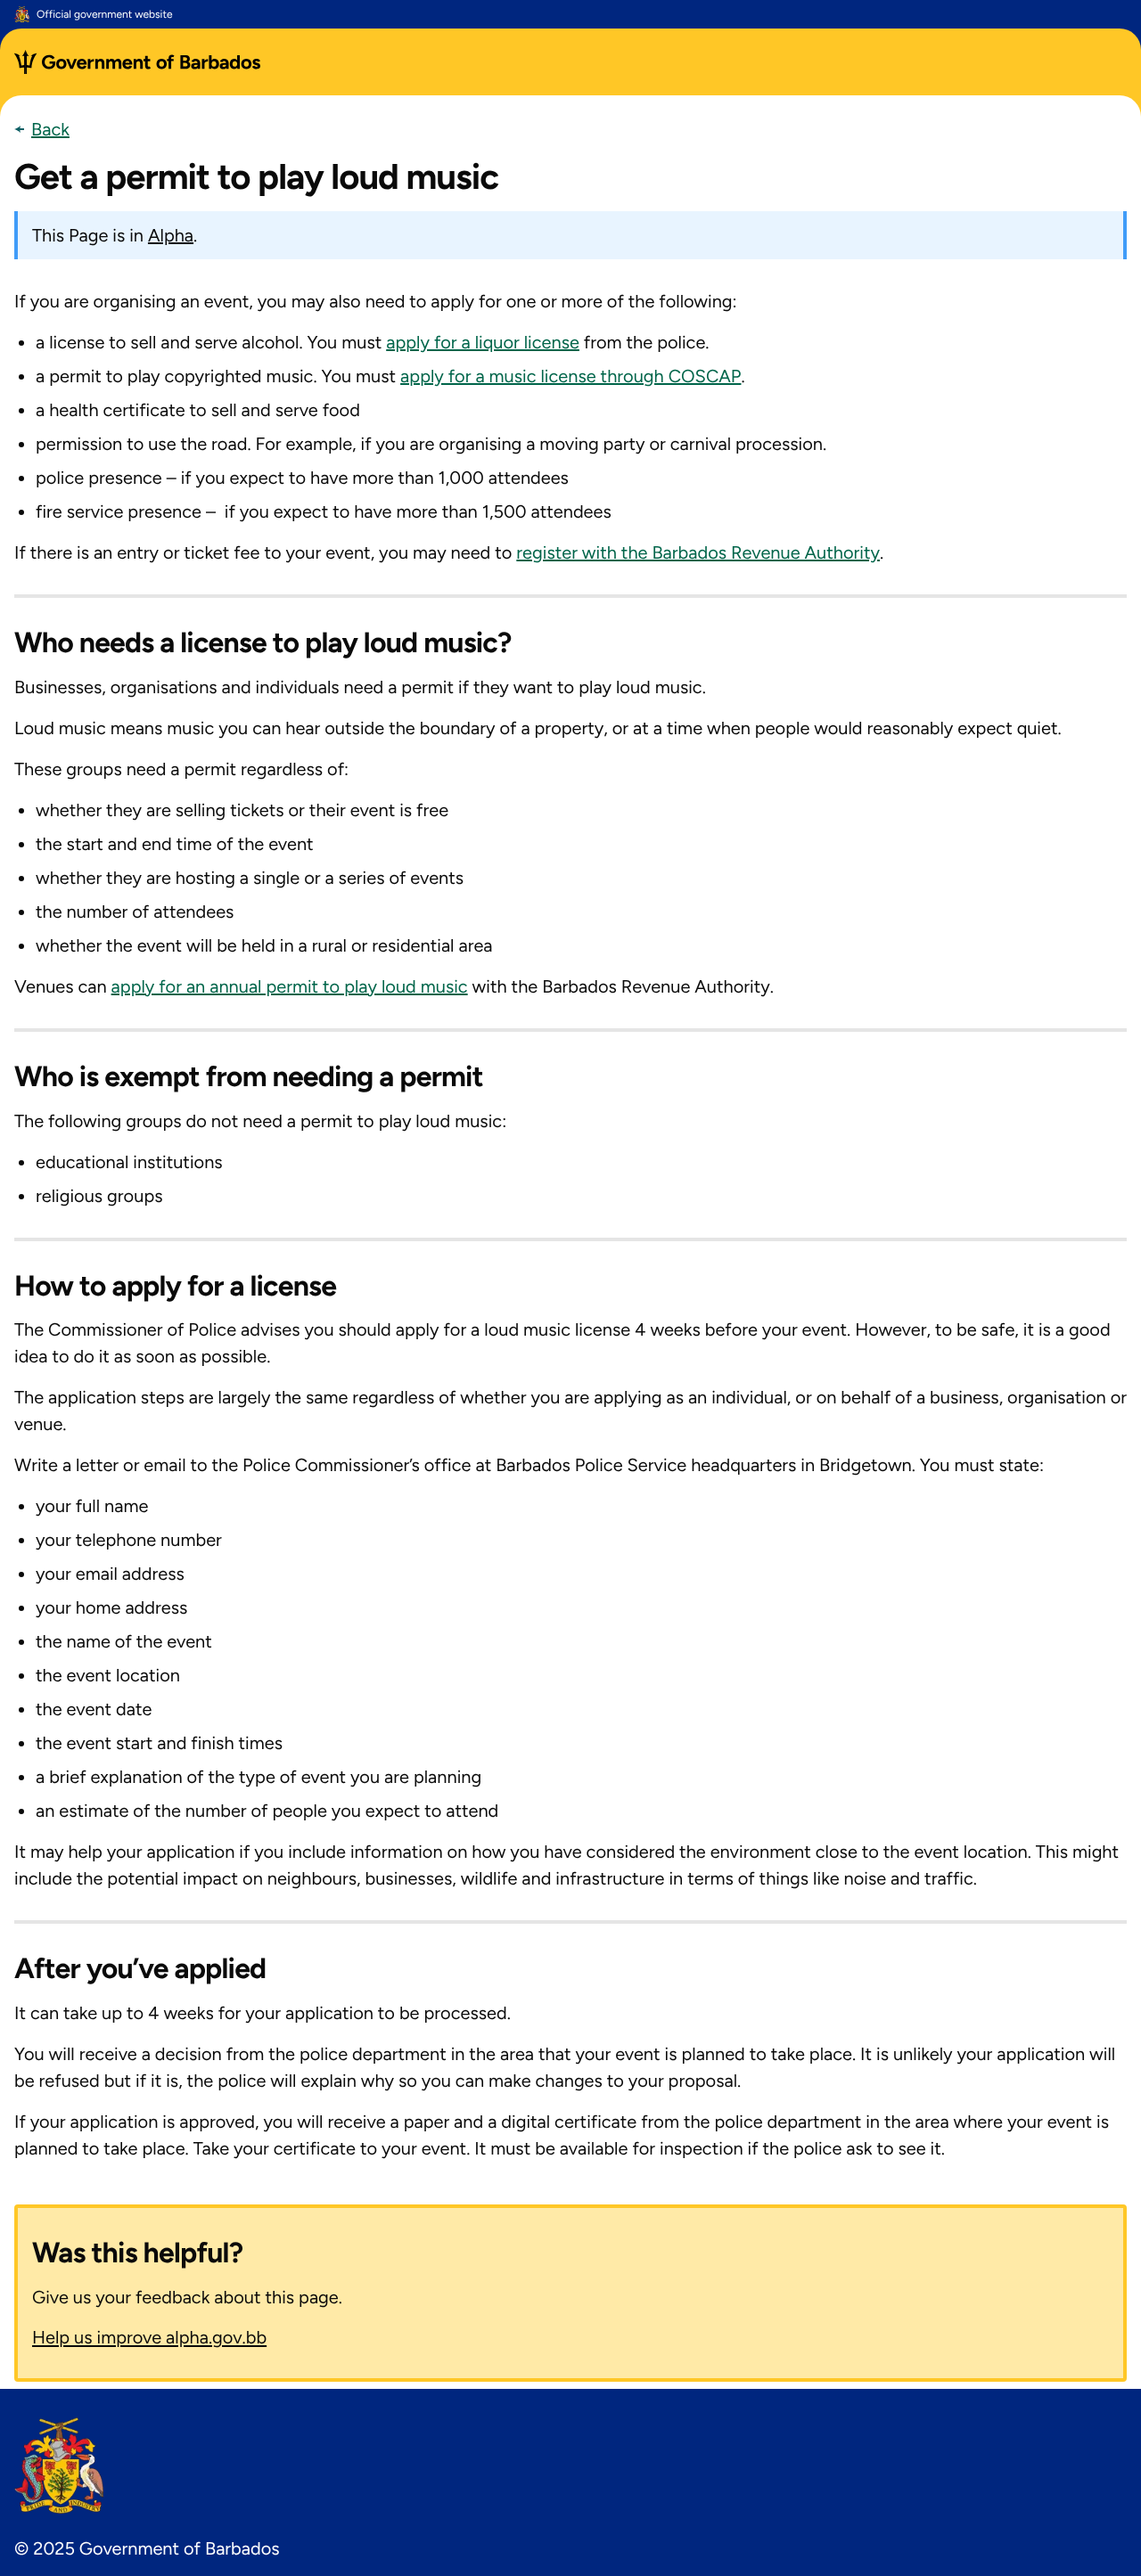 Official government website
Government of Barbados
Back
Get a permit to play loud music
This Page is in Alpha.
If you are organising an event, you may also need to apply for one or more of the following:
• a license to sell and serve alcohol. You must apply for a liquor license from the police.
• a permit to play copyrighted music. You must apply for a music license through COSCAP.
• a health certificate to sell and serve food
• permission to use the road. For example, if you are organising a moving party or carnival procession.
• police presence – if you expect to have more than 1,000 attendees
• fire service presence –  if you expect to have more than 1,500 attendees
If there is an entry or ticket fee to your event, you may need to register with the Barbados Revenue Authority.
Who needs a license to play loud music?
Businesses, organisations and individuals need a permit if they want to play loud music.
Loud music means music you can hear outside the boundary of a property, or at a time when people would reasonably expect quiet.
These groups need a permit regardless of:
• whether they are selling tickets or their event is free
• the start and end time of the event
• whether they are hosting a single or a series of events
• the number of attendees
• whether the event will be held in a rural or residential area
Venues can apply for an annual permit to play loud music with the Barbados Revenue Authority.
Who is exempt from needing a permit
The following groups do not need a permit to play loud music:
• educational institutions
• religious groups
How to apply for a license
The Commissioner of Police advises you should apply for a loud music license 4 weeks before your event. However, to be safe, it is a good
idea to do it as soon as possible.
The application steps are largely the same regardless of whether you are applying as an individual, or on behalf of a business, organisation or
venue.
Write a letter or email to the Police Commissioner’s office at Barbados Police Service headquarters in Bridgetown. You must state:
• your full name
• your telephone number
• your email address
• your home address
• the name of the event
• the event location
• the event date
• the event start and finish times
• a brief explanation of the type of event you are planning
• an estimate of the number of people you expect to attend
It may help your application if you include information on how you have considered the environment close to the event location. This might
include the potential impact on neighbours, businesses, wildlife and infrastructure in terms of things like noise and traffic.
After you’ve applied
It can take up to 4 weeks for your application to be processed.
You will receive a decision from the police department in the area that your event is planned to take place. It is unlikely your application will
be refused but if it is, the police will explain why so you can make changes to your proposal.
If your application is approved, you will receive a paper and a digital certificate from the police department in the area where your event is
planned to take place. Take your certificate to your event. It must be available for inspection if the police ask to see it.
Was this helpful?
Give us your feedback about this page.
Help us improve alpha.gov.bb
PRIDE AND INDUSTRY
© 2025 Government of Barbados